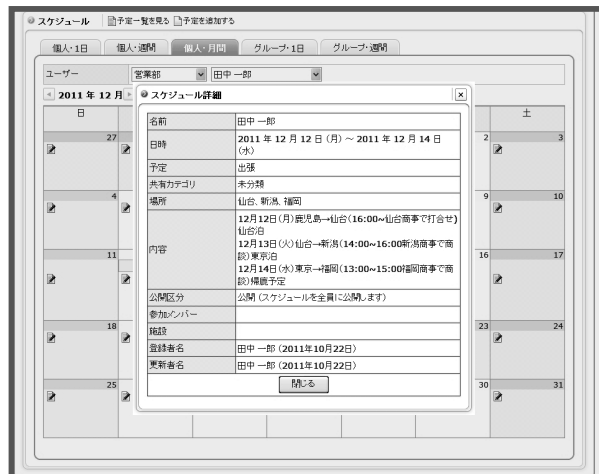 スケジュール 予定一覧を見る 予定を追加する
個人・1日 個人・週間 個人・月間 グループ・1日 グループ・週間
ユーザー 営業部 田中 一郎
2011 年 12 月
スケジュール詳細
日 土
27 2 3
4 9 10
11 16 17
18 23 24
25 30 31
名前 田中 一郎
日時 2011 年 12 月 12 日 (月) ～ 2011 年 12 月 14 日
(水)
予定 出張
共有カテゴリ 未分類
場所 仙台、新潟、福岡
内容 12月12日(月)鹿児島→仙台(16:00~仙台商事で打合せ)
仙台泊
12月13日(火)仙台→新潟(14:00~16:00新潟商事で商
談)東京泊
12月14日(水)東京→福岡(13:00~15:00福岡商事で商
談)帰鹿予定
公開区分 公開 (スケジュールを全員に公開します)
参加メンバー
施設
登録者名 田中 一郎 (2011年10月22日)
更新者名 田中 一郎 (2011年10月22日)
閉じる